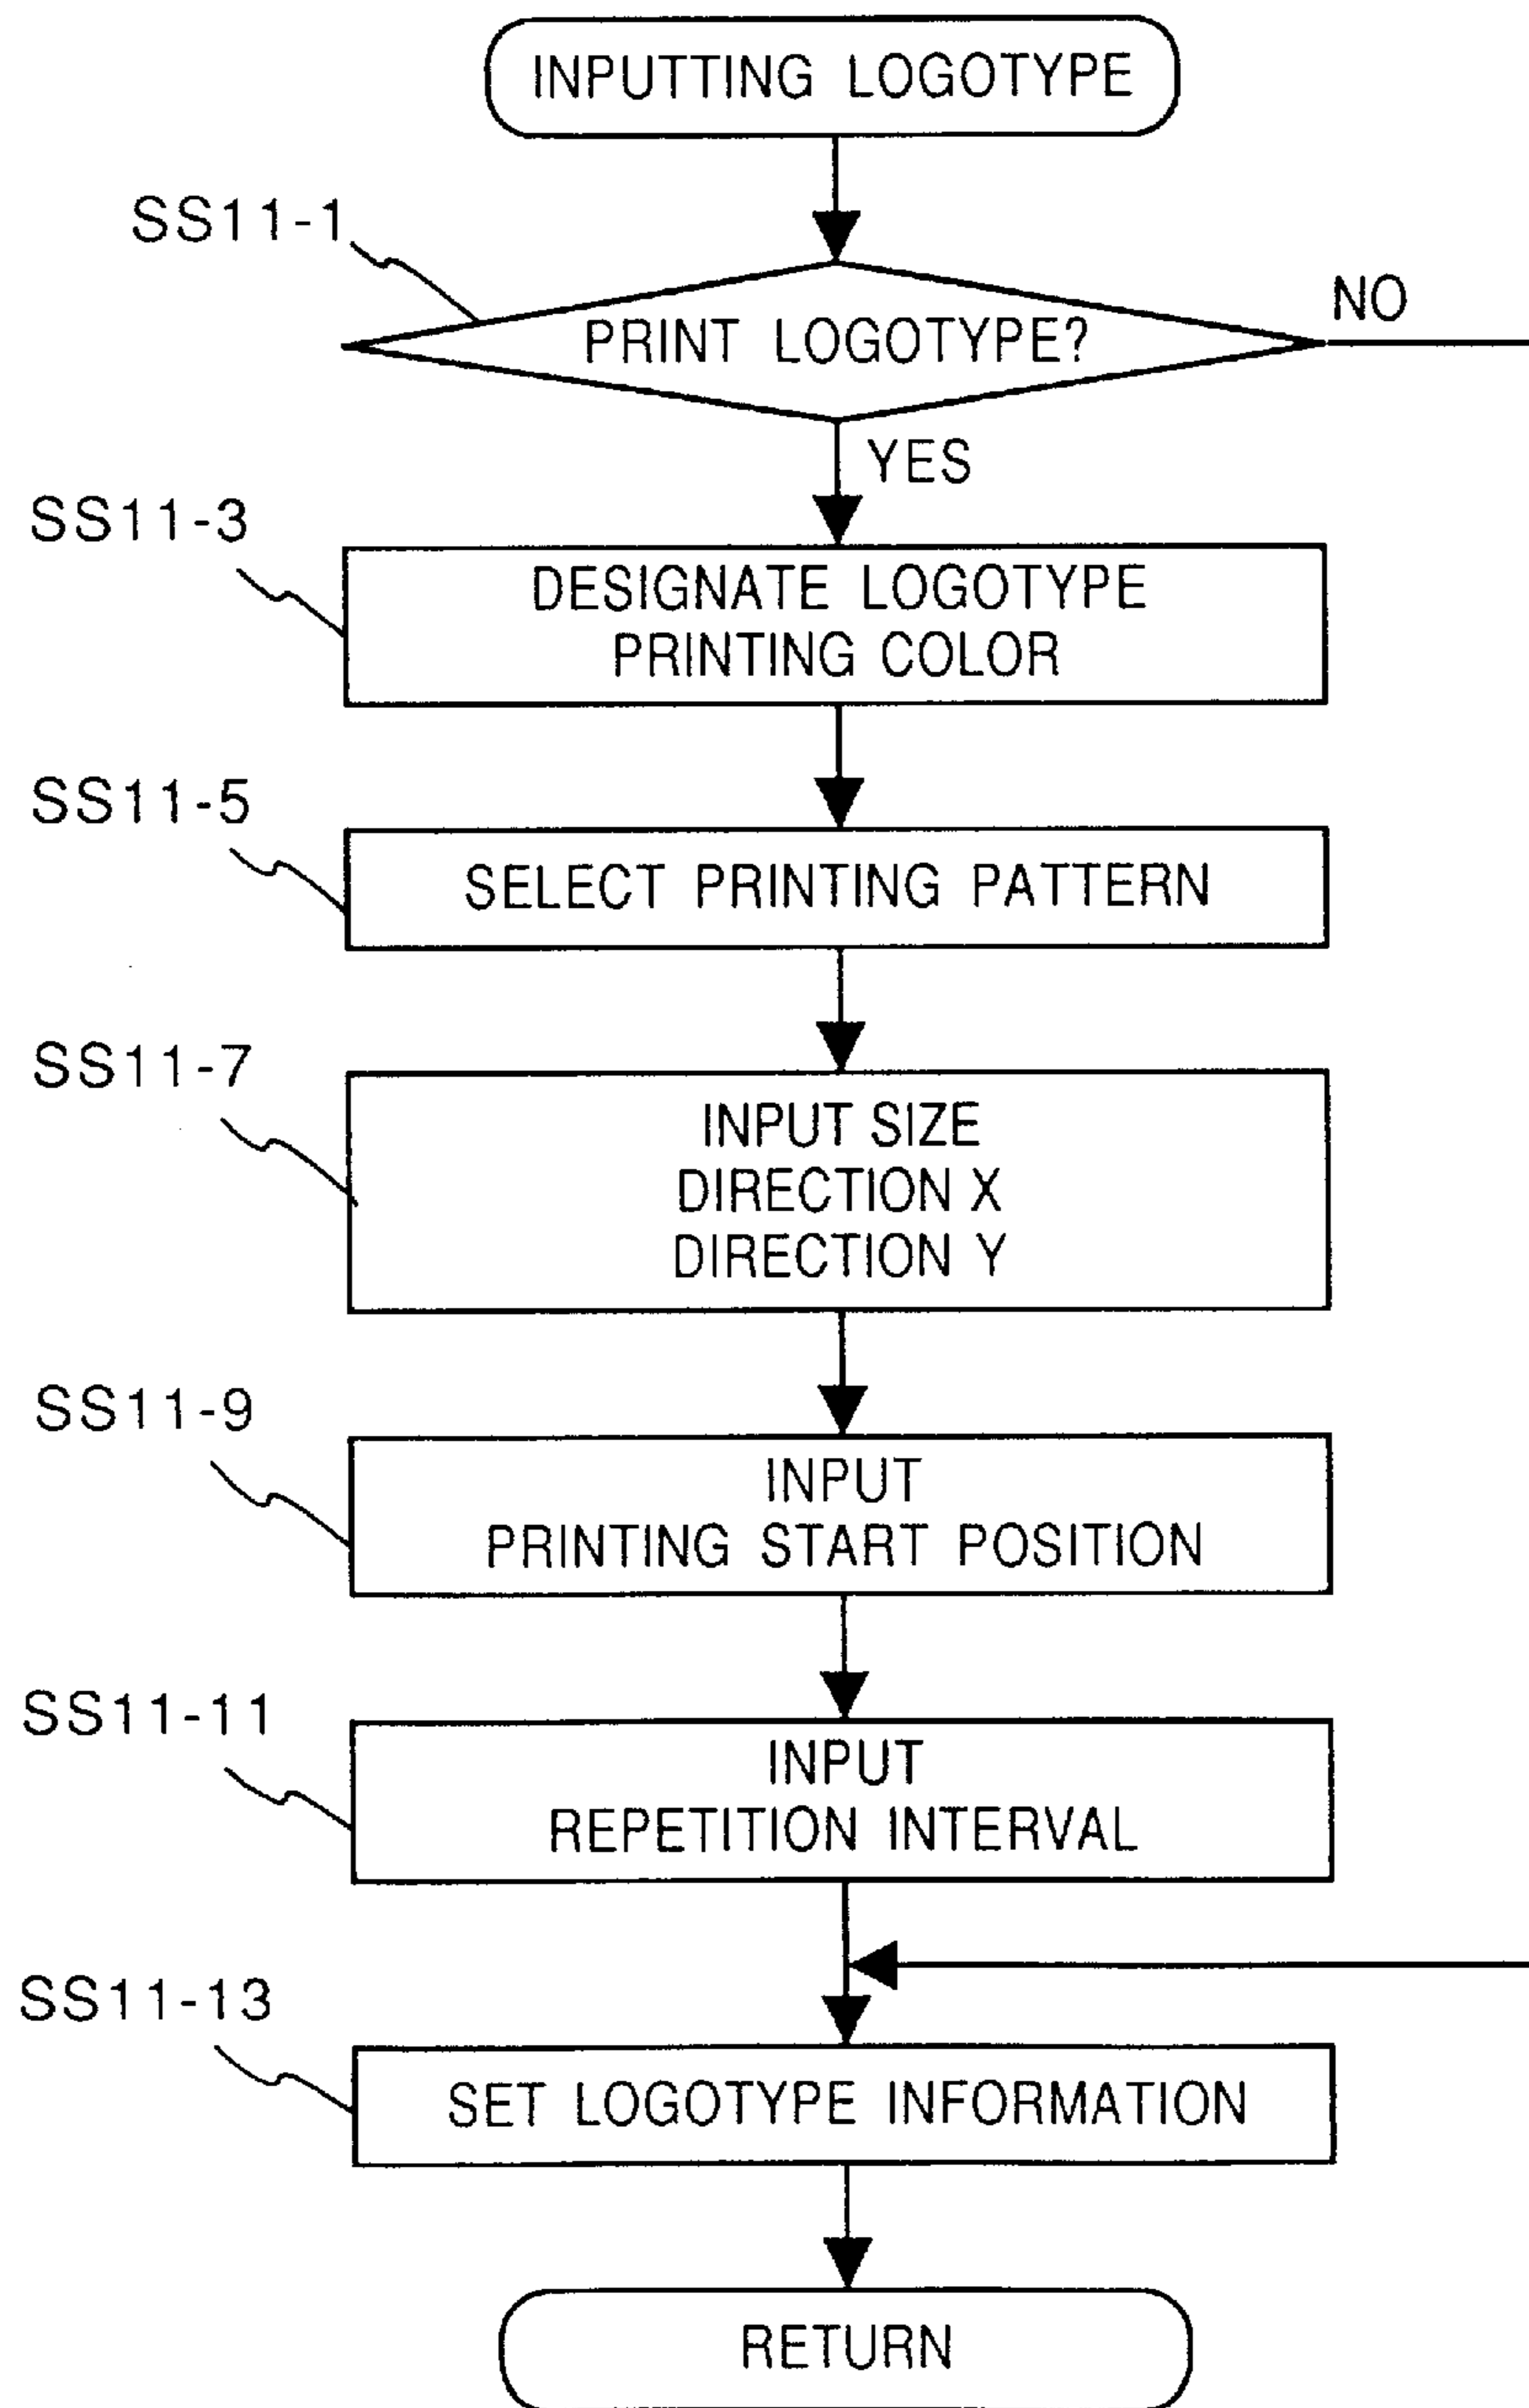 INPUTTING LOGOTYPE
SS11-1
PRINT LOGOTYPE?
NO
YES
SS11-3
DESIGNATE LOGOTYPE
PRINTING COLOR
SS11-5
SELECT PRINTING PATTERN
SS11-7
INPUT SIZE
DIRECTION X
DIRECTION Y
SS11-9
INPUT
PRINTING START POSITION
SS11-11
INPUT
REPETITION INTERVAL
SS11-13
SET LOGOTYPE INFORMATION
RETURN